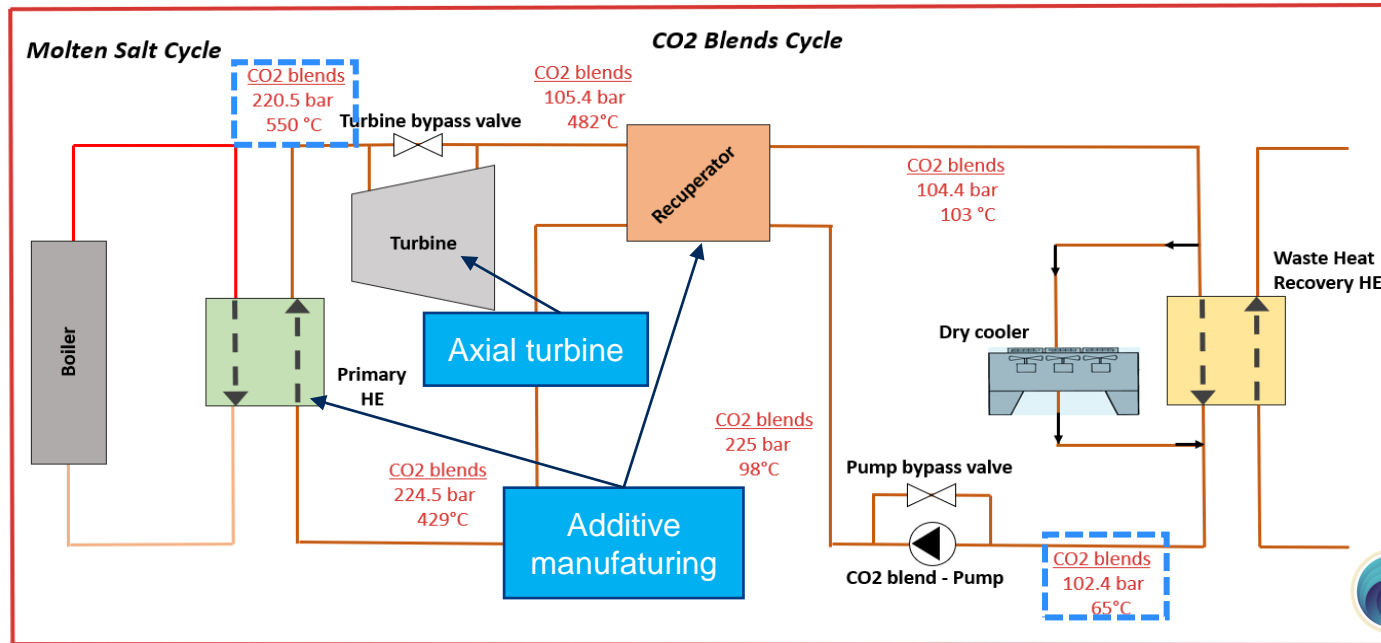 Molten Salt Cycle
CO2 Blends Cycle
CO2 blends
220.5 bar
550 °C
Turbine bypass valve
CO2 blends
105.4 bar
482°C
Recuperator
CO2 blends
104.4 bar
103 °C
Turbine
Boiler
Primary
HE
Axial turbine
Dry cooler
Waste Heat
Recovery HE
CO2 blends
224.5 bar
429°C
Additive
manufaturing
CO2 blends
225 bar
98°C
Pump bypass valve
CO2 blend - Pump
CO2 blends
102.4 bar
65°C